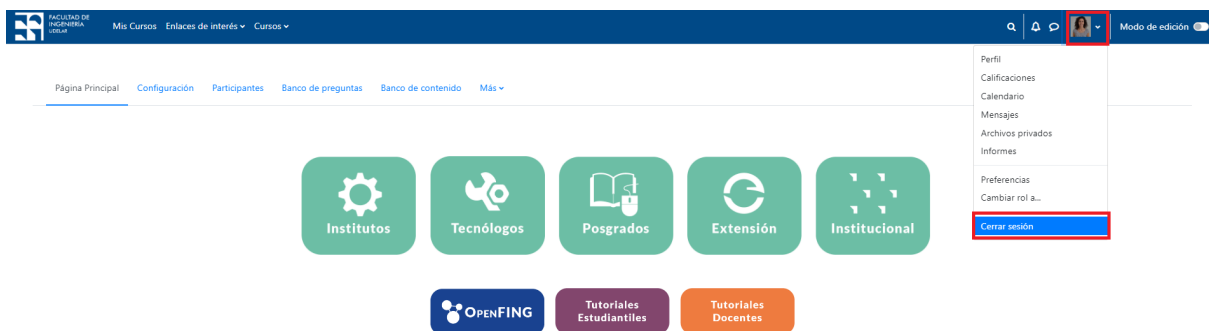 FACULTAD DE
INGENIERÍA
UDELAR
Mis Cursos Enlaces de interés Cursos
Modo de edición
Perfil
Calificaciones
Calendario
Mensajes
Archivos privados
Informes
Preferencias
Cambiar rol a...
Cerrar sesión
Página Principal Configuración Participantes Banco de preguntas Banco de contenido Más
Institutos Tecnólogos Posgrados Extensión Institucional
OPENFING
Tutoriales
Estudiantiles
Tutoriales
Docentes